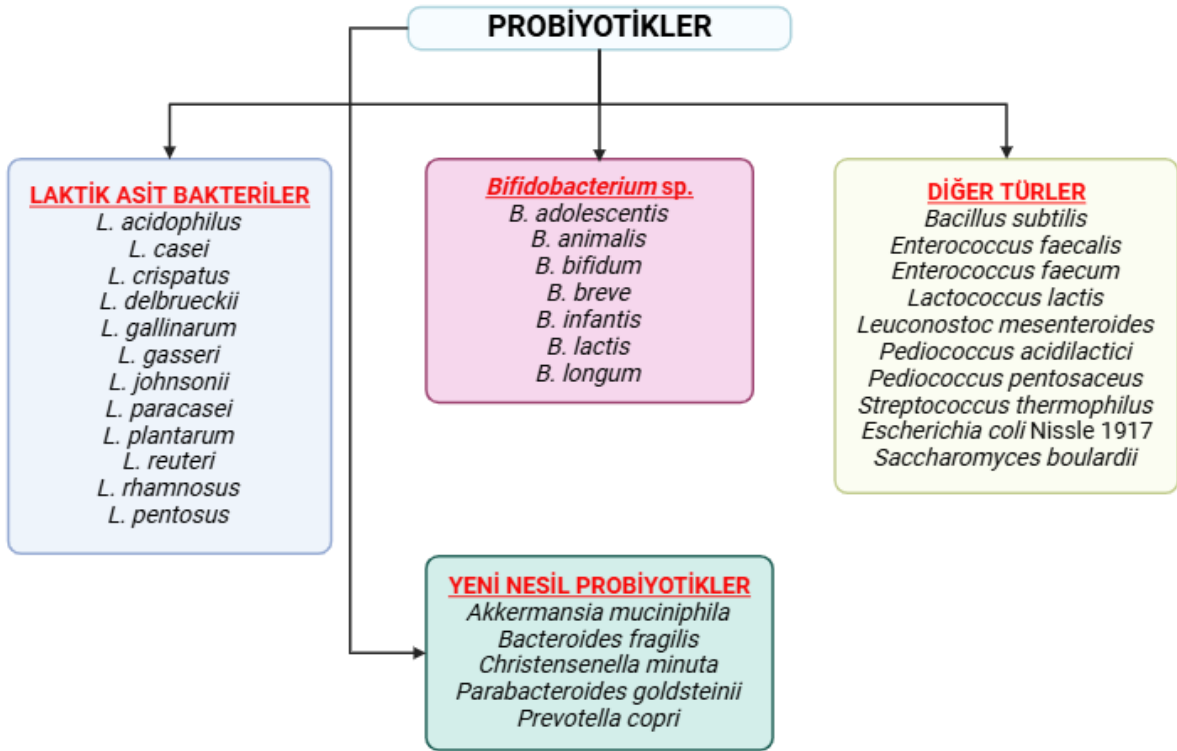 PROBİYOTİKLER
LAKTİK ASİT BAKTERİLER
L. acidophilus
L. casei
L. crispatus
L. delbrueckii
L. gallinarum
L. gasseri
L. johnsonii
L. paracasei
L. plantarum
L. reuteri
L. rhamnosus
L. pentosus
Bifidobacterium sp.
B. adolescentis
B. animalis
B. bifidum
B. breve
B. infantis
B. lactis
B. longum
DİĞER TÜRLER
Bacillus subtilis
Enterococcus faecalis
Enterococcus faecum
Lactococcus lactis
Leuconostoc mesenteroides
Pediococcus acidilactici
Pediococcus pentosaceus
Streptococcus thermophilus
Escherichia coli Nissle 1917
Saccharomyces boulardii
YENİ NESİL PROBİYOTİKLER
Akkermansia muciniphila
Bacteroides fragilis
Christensenella minuta
Parabacteroides goldsteinii
Prevotella copri